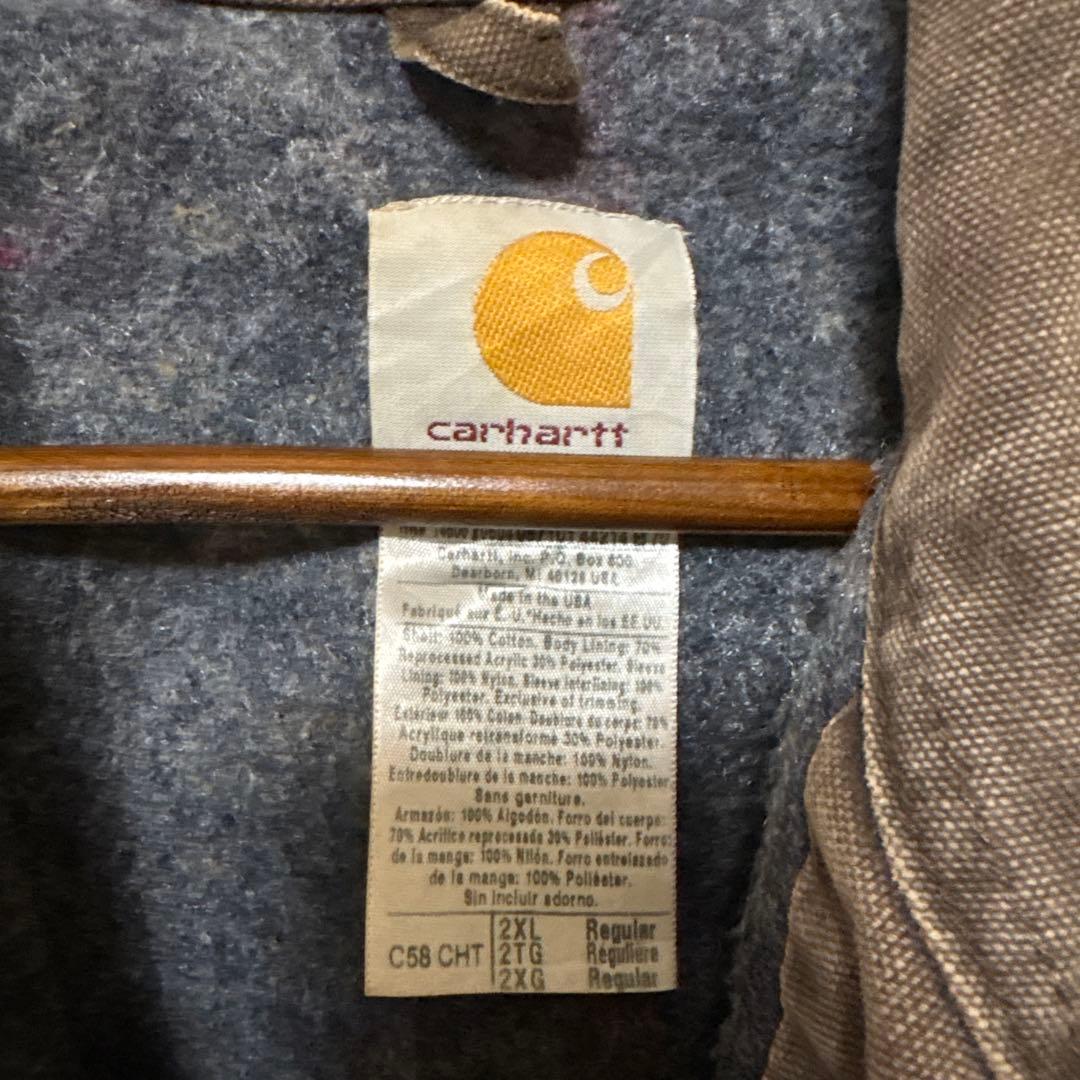 carhartt
Carhartt, Inc. P.O. Box 600
Dearborn, MI 48126 USA
Made in the USA
Fabriqué aux É. U. *Hecho en los EE.UU.
Shell: 100% Cotton. Body Lining: 70%
Reprocessed Acrylic 30% Polyester. Sleeve
Lining: 100% Nylon. Sleeve Interlining: 100%
Polyester. Exclusive of trimming.
Extérieur 100% Coton. Doublure du corps: 70%
Acrylique retransformé 30% Polyester.
Doublure de la manche: 100% Nylon.
Entredoublure de la manche: 100% Polyester
Sans garniture.
Armazón: 100% Algodón. Forro del cuerpo:
70% Acrílico reprocesado 30% Poliéster. Forro
de la manga: 100% Nilón. Forro entrelazado
de la manga: 100% Poliéster.
Sin incluir adorno.
C58 CHT
2XL Regular
2TG Régulière
2XG Regular